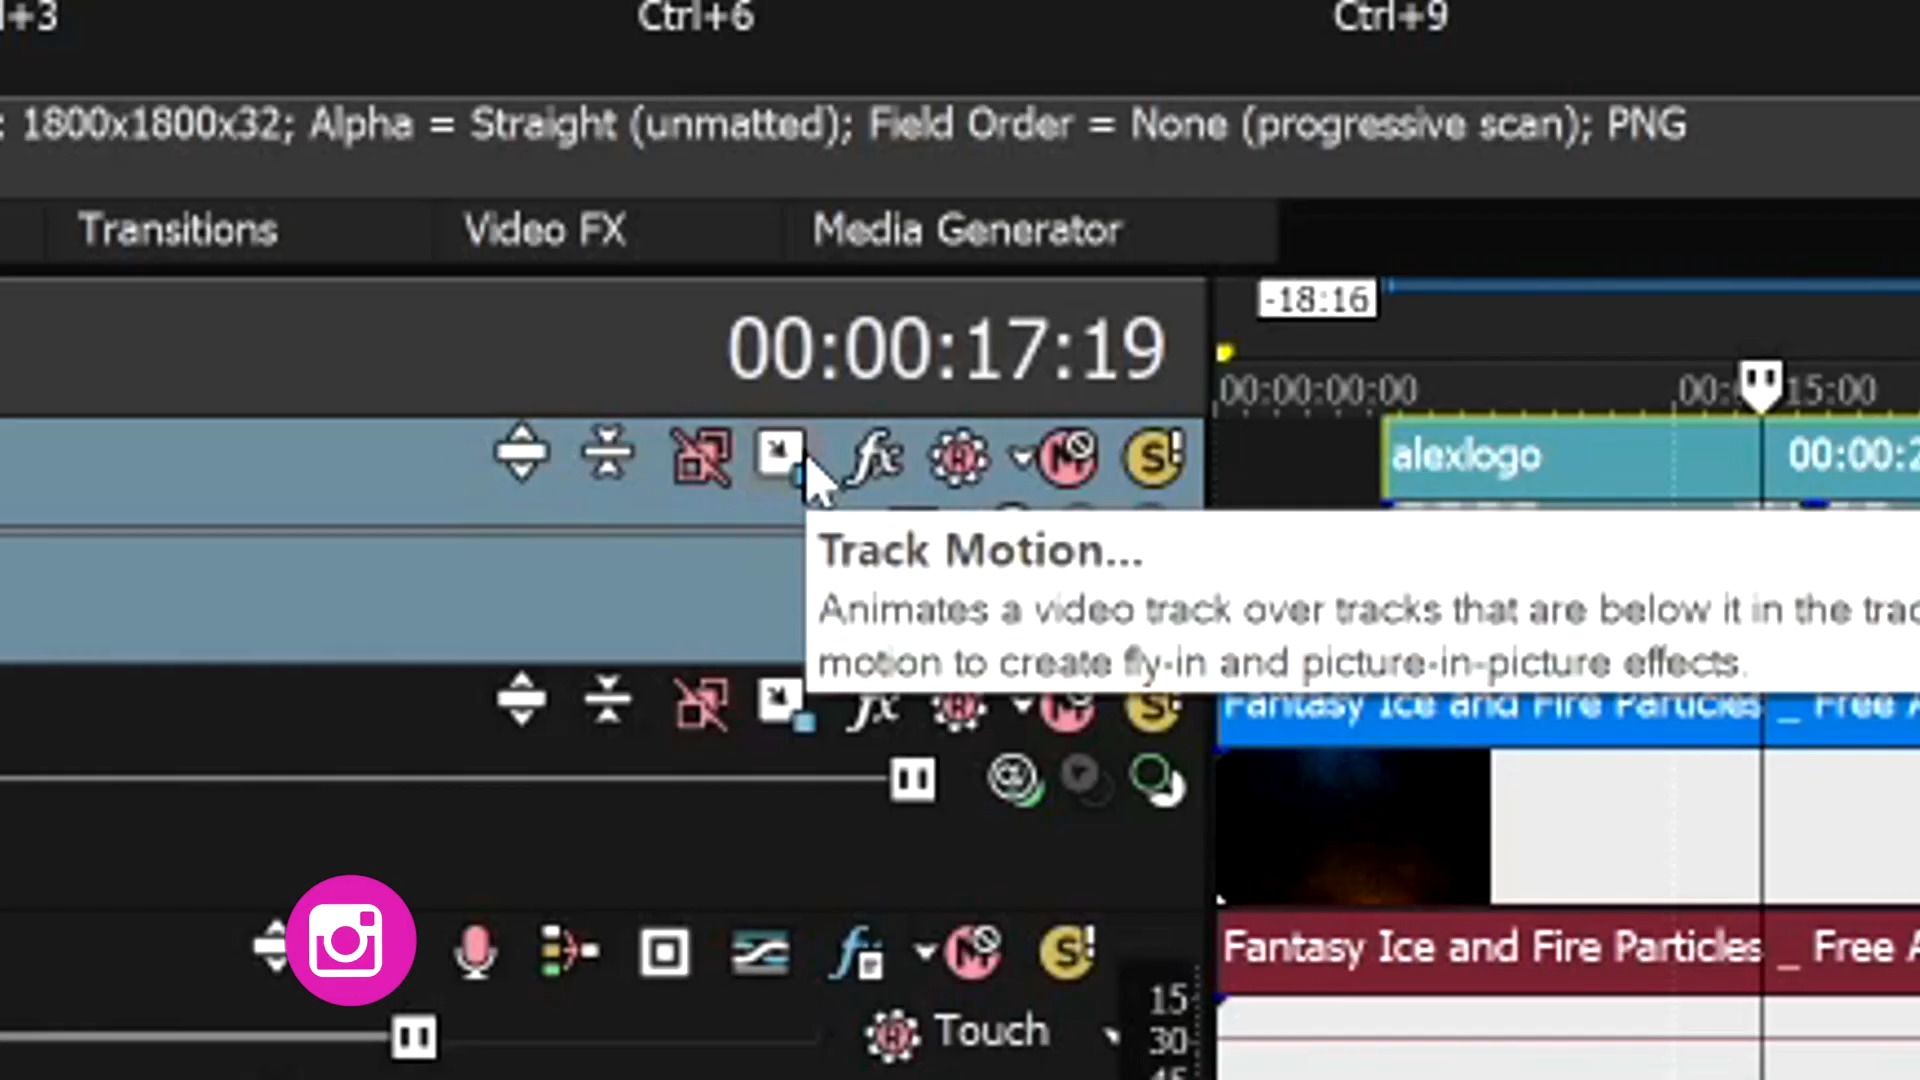 Ctrl+6
Ctrl+9
: 1800x1800x32; Alpha = Straight (unmatted); Field Order = None (progressive scan); PNG
Transitions
Video FX
Media Generator
-18:16
00:00:17:19
00:00:00:00
15:00
alexlogo
00:00:2
Track Motion...
Animates a video track over tracks that are below it in the trac
motion to create fly-in and picture-in-picture effects.
Fantasy Ice and Fire Particles _ Free A
Fantasy Ice and Fire Particles _ Free A
15
Touch
30
45